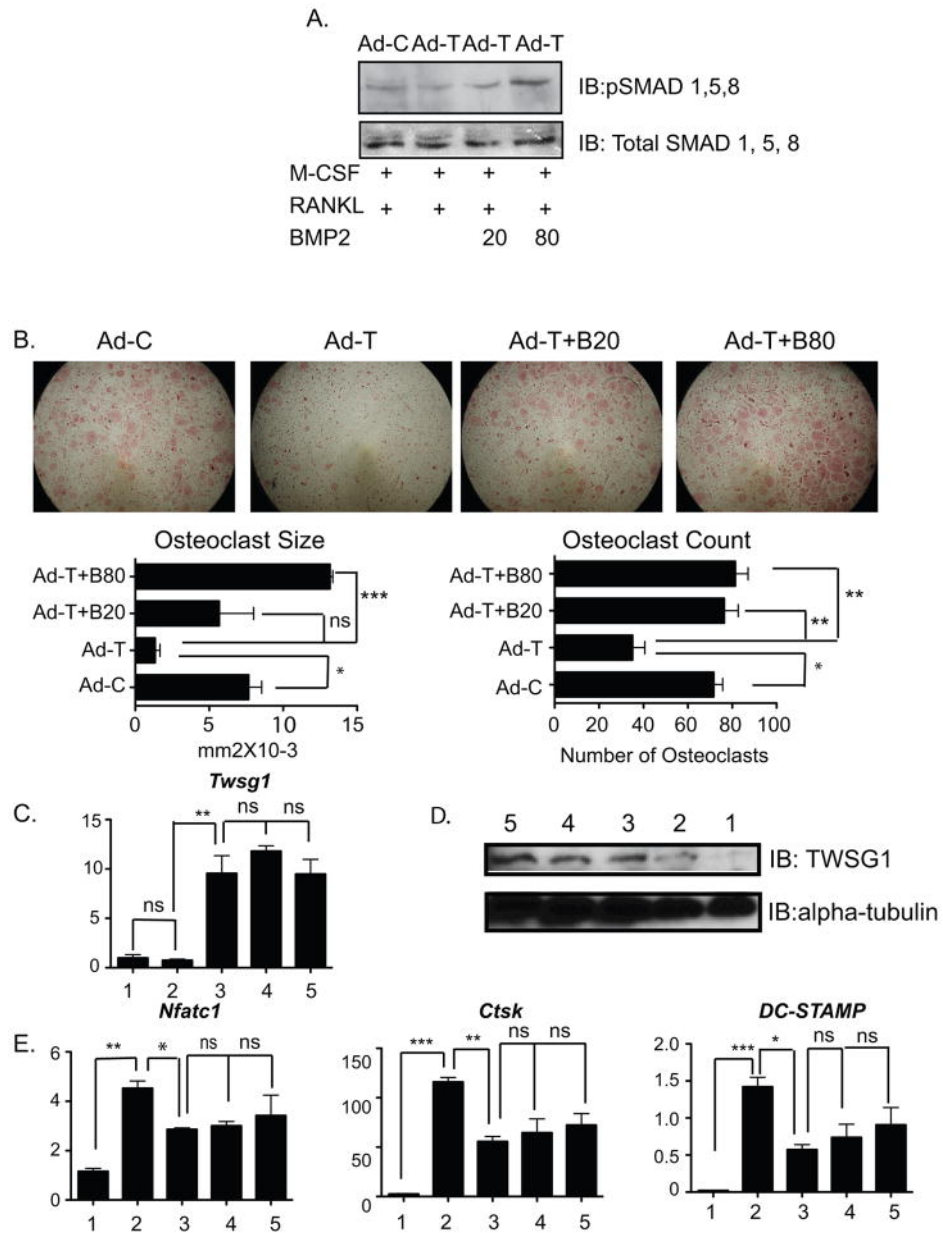 A.
Ad-C Ad-T Ad-T Ad-T
IB:pSMAD 1,5,8
IB: Total SMAD 1, 5, 8
M-CSF + + + +
RANKL + + + +
BMP2 20 80
B.
Ad-C Ad-T Ad-T+B20 Ad-T+B80
Osteoclast Size
Ad-T+B80
Ad-T+B20
Ad-T
Ad-C
***
ns
*
0 5 10 15
mm2X10-3
Osteoclast Count
Ad-T+B80
Ad-T+B20
Ad-T
Ad-C
**
**
*
0 20 40 60 80 100
Number of Osteoclasts
C.
Twsg1
15
10
5
0
ns ** ns ns
1 2 3 4 5
D.
5 4 3 2 1
IB: TWSG1
IB:alpha-tubulin
E.
Nfatc1
6
4
2
0
** * ns ns
1 2 3 4 5
Ctsk
150
100
50
0
*** ** ns ns
1 2 3 4 5
DC-STAMP
2.0
1.5
1.0
0.5
0
*** * ns ns
1 2 3 4 5